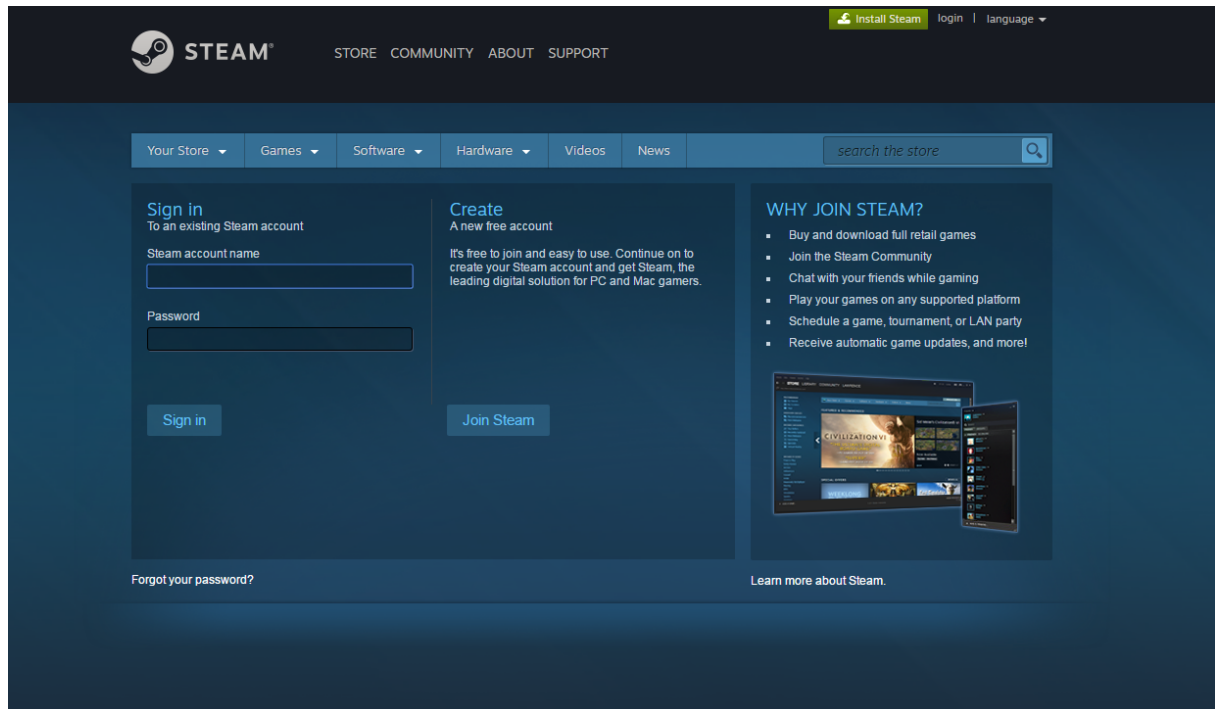 Install Steam login | language
STEAM®
STORE COMMUNITY ABOUT SUPPORT
Your Store Games Software Hardware Videos News search the store
Sign in
To an existing Steam account
Steam account name
Password
Sign in
Create
A new free account
It's free to join and easy to use. Continue on to
create your Steam account and get Steam, the
leading digital solution for PC and Mac gamers.
Join Steam
WHY JOIN STEAM?
Buy and download full retail games
Join the Steam Community
Chat with your friends while gaming
Play your games on any supported platform
Schedule a game, tournament, or LAN party
Receive automatic game updates, and more!
STORE LIBRARY COMMUNITY
CIVILIZATION VI
Forgot your password?
Learn more about Steam.